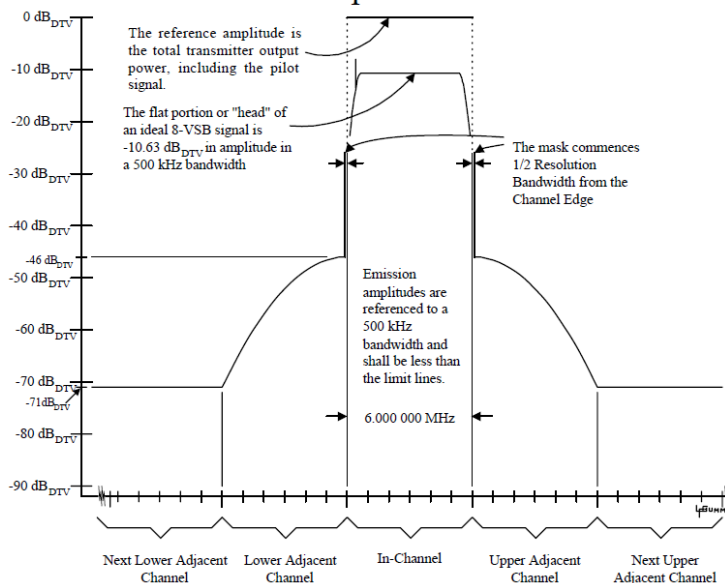 0 dBDTV
-10 dBDTV
-20 dBDTV
-30 dBDTV
-40 dBDTV
-46 dBDTV
-50 dBDTV
-60 dBDTV
-70 dBDTV
-71dBDTV
-80 dBDTV
-90 dBDTV
The reference amplitude is
the total transmitter output
power, including the pilot
signal.
The flat portion or "head" of
an ideal 8-VSB signal is
-10.63 dBDTV in amplitude in
a 500 kHz bandwidth
The mask commences
1/2 Resolution
Bandwidth from the
Channel Edge
Emission
amplitudes are
referenced to a
500 kHz
bandwidth and
shall be less than
the limit lines.
6.000 000 MHz
Next Lower Adjacent
Channel
Lower Adjacent
Channel
In-Channel
Upper Adjacent
Channel
Next Upper
Adjacent Channel